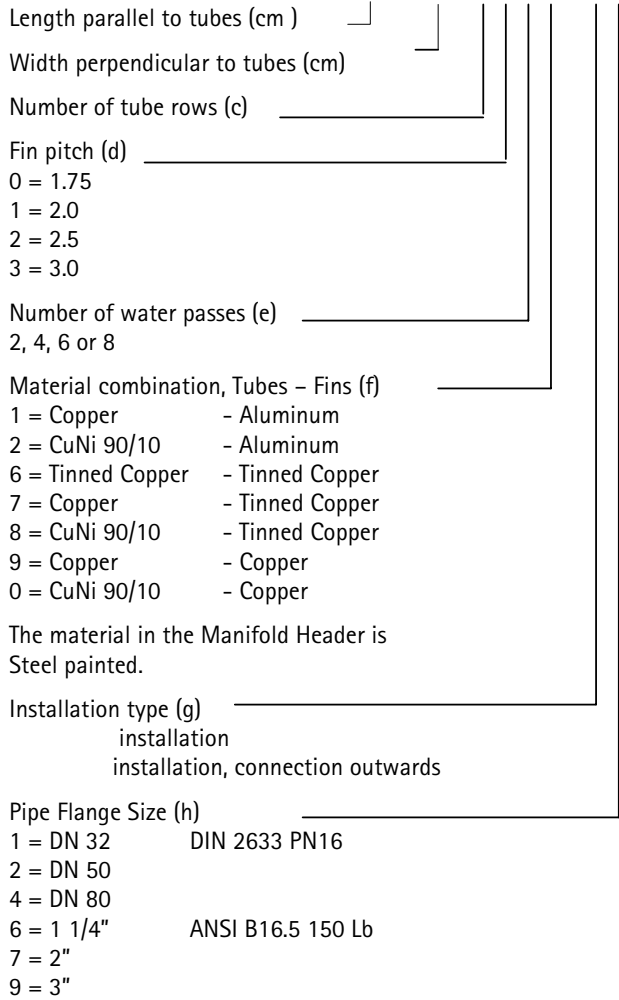 Length parallel to tubes (cm )
Width perpendicular to tubes (cm)
Number of tube rows (c)
Fin pitch (d)
0 = 1.75
1 = 2.0
2 = 2.5
3 = 3.0
Number of water passes (e)
2, 4, 6 or 8
Material combination, Tubes – Fins (f)
1 = Copper - Aluminum
2 = CuNi 90/10 - Aluminum
6 = Tinned Copper - Tinned Copper
7 = Copper - Tinned Copper
8 = CuNi 90/10 - Tinned Copper
9 = Copper - Copper
0 = CuNi 90/10 - Copper
The material in the Manifold Header is
Steel painted.
Installation type (g)
installation
installation, connection outwards
Pipe Flange Size (h)
1 = DN 32 DIN 2633 PN16
2 = DN 50
4 = DN 80
6 = 1 1/4" ANSI B16.5 150 Lb
7 = 2"
9 = 3"